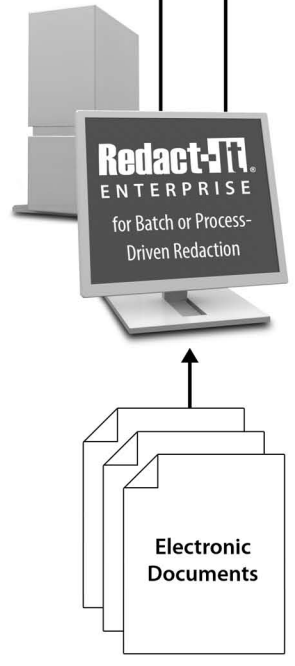 Redact-It®
ENTERPRISE
for Batch or Process-
Driven Redaction
Electronic
Documents